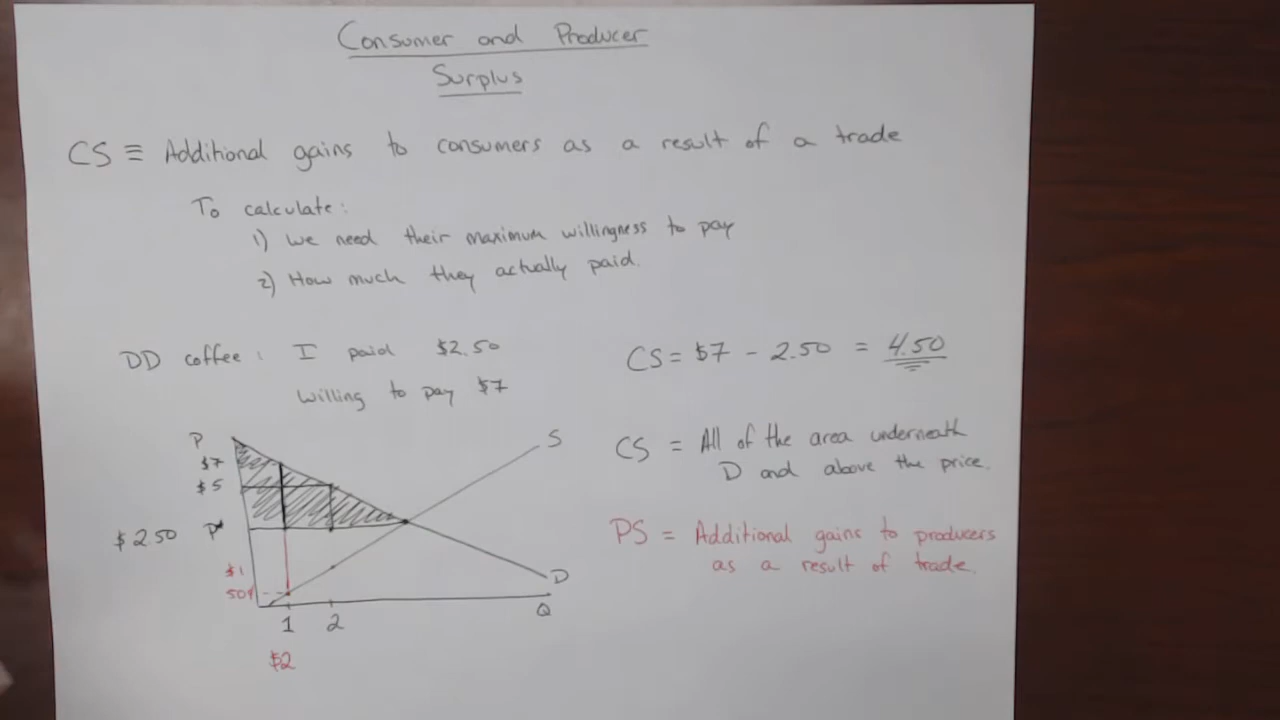 Consumer and Producer
Surplus
CS ≡ Additional gains to consumers as a result of a trade
To calculate:
1) we need their maximum willingness to pay
2) How much they actually paid.
DD coffee: I paid $2.50
Willing to pay $7
CS = $7 - 2.50 = 4.50
P
S
$7
$5
$2.50 P*
$1
50¢
D
Q
1 2
$2
CS = All of the area underneath
D and above the price.
PS = Additional gains to producers
as a result of trade.